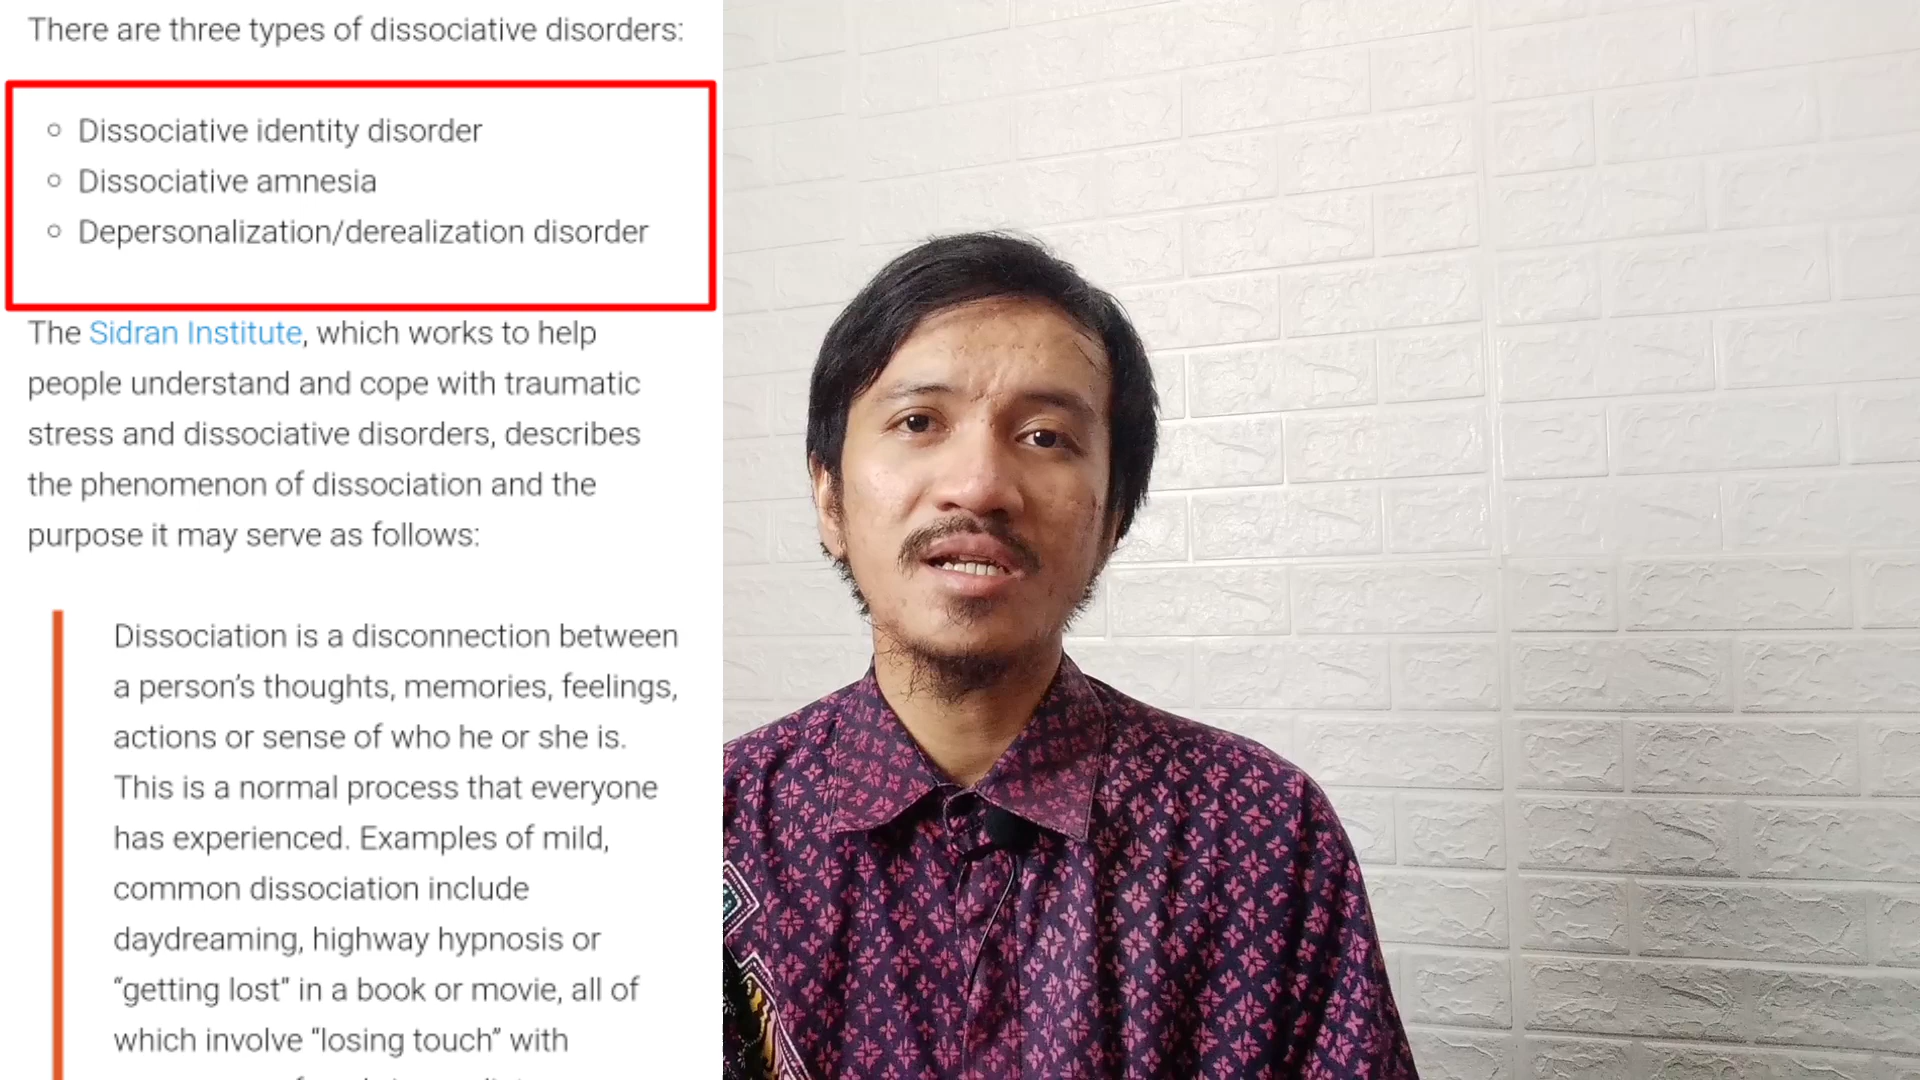 There are three types of dissociative disorders:
Dissociative identity disorder
Dissociative amnesia
Depersonalization/derealization disorder
The Sidran Institute, which works to help
people understand and cope with traumatic
stress and dissociative disorders, describes
the phenomenon of dissociation and the
purpose it may serve as follows:
Dissociation is a disconnection between
a person’s thoughts, memories, feelings,
actions or sense of who he or she is.
This is a normal process that everyone
has experienced. Examples of mild,
common dissociation include
daydreaming, highway hypnosis or
“getting lost” in a book or movie, all of
which involve “losing touch” with